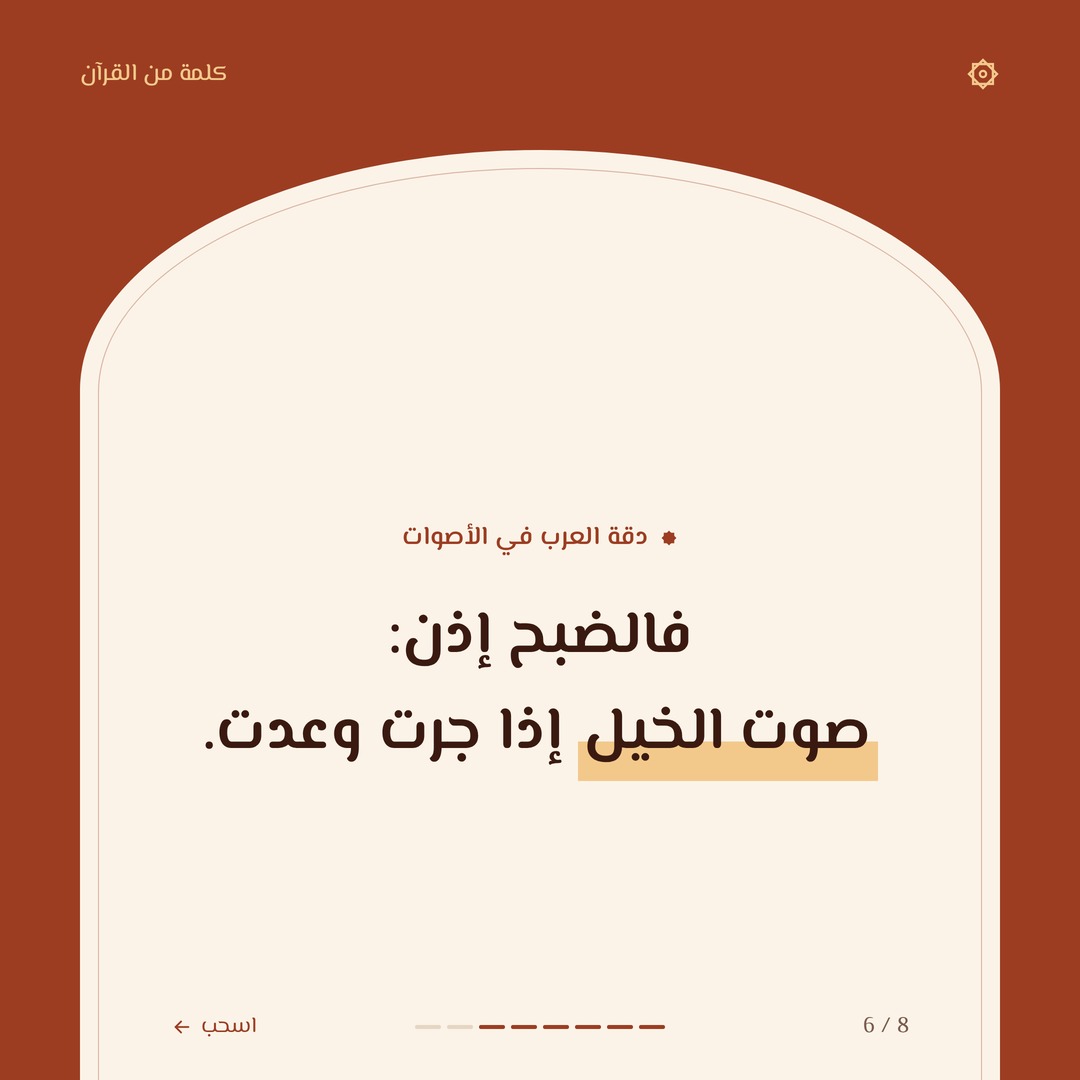 كلمة من القرآن
دقة العرب في الأصوات
فالضبح إذن:
صوت الخيل إذا جرت وعدت.
6 / 8
اسحب ←